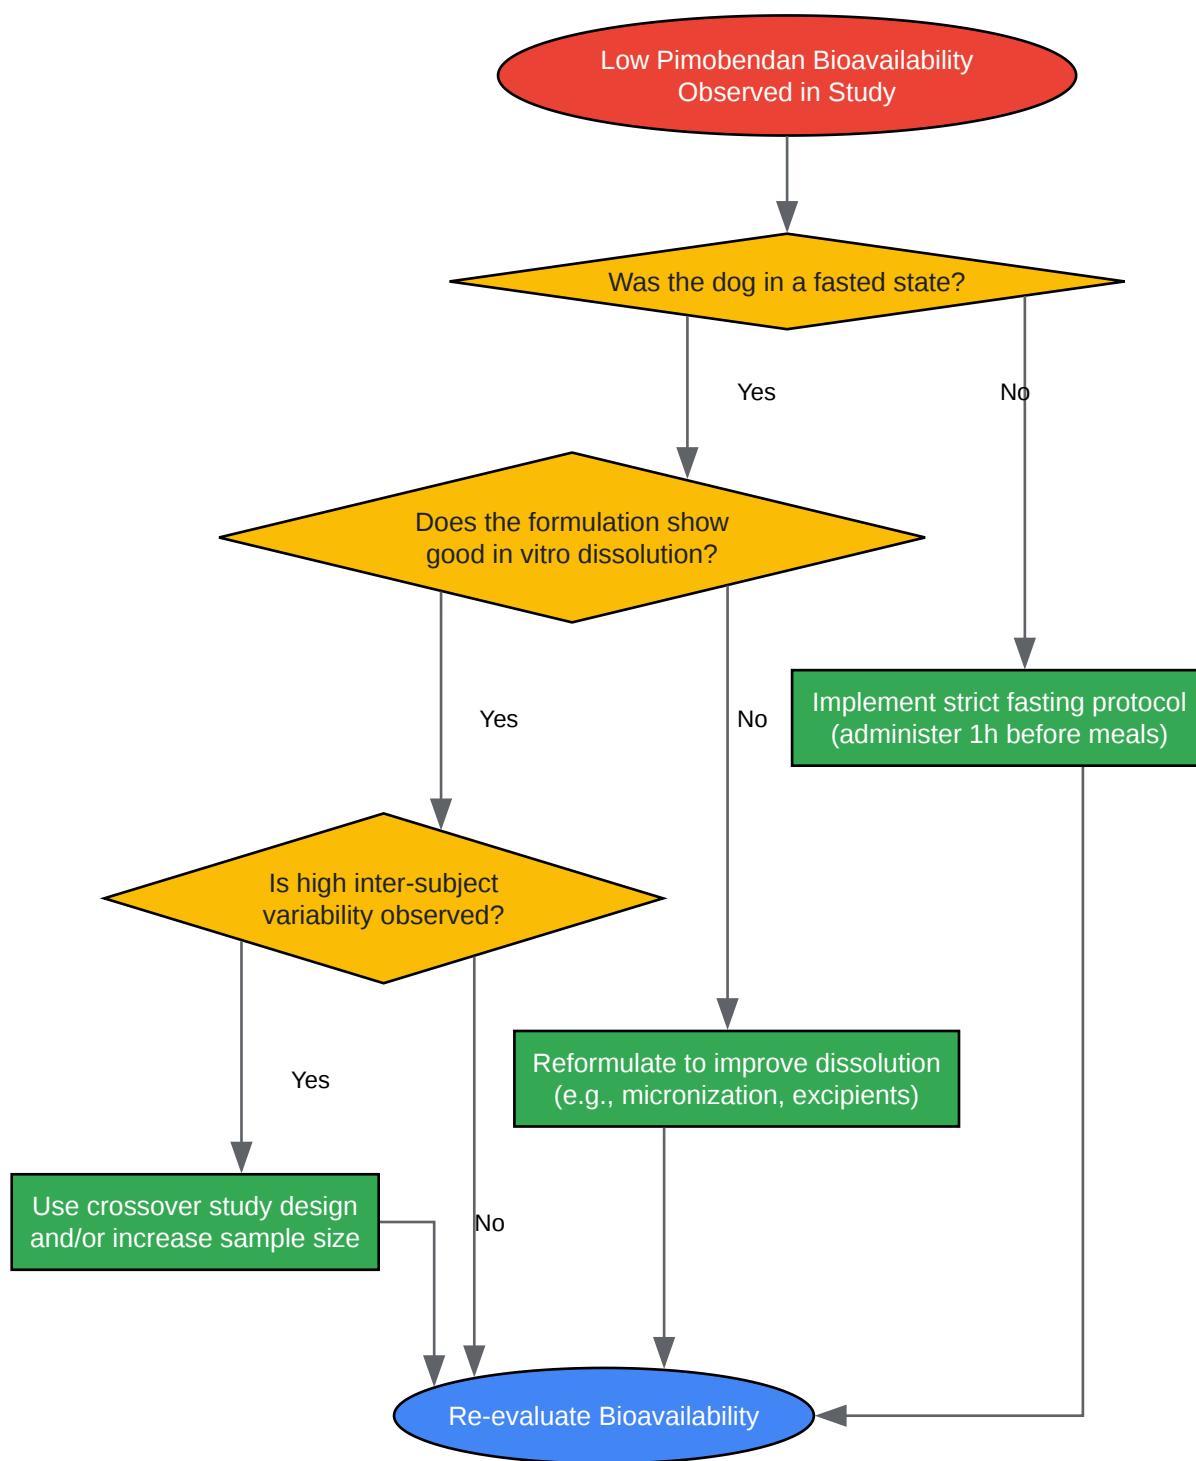 Low Pimobendan Bioavailability
Observed in Study
Was the dog in a fasted state?
Yes
No
Does the formulation show
good in vitro dissolution?
Yes
No
Implement strict fasting protocol
(administer 1h before meals)
Is high inter-subject
variability observed?
Reformulate to improve dissolution
(e.g., micronization, excipients)
Yes
Use crossover study design
and/or increase sample size
No
Re-evaluate Bioavailability